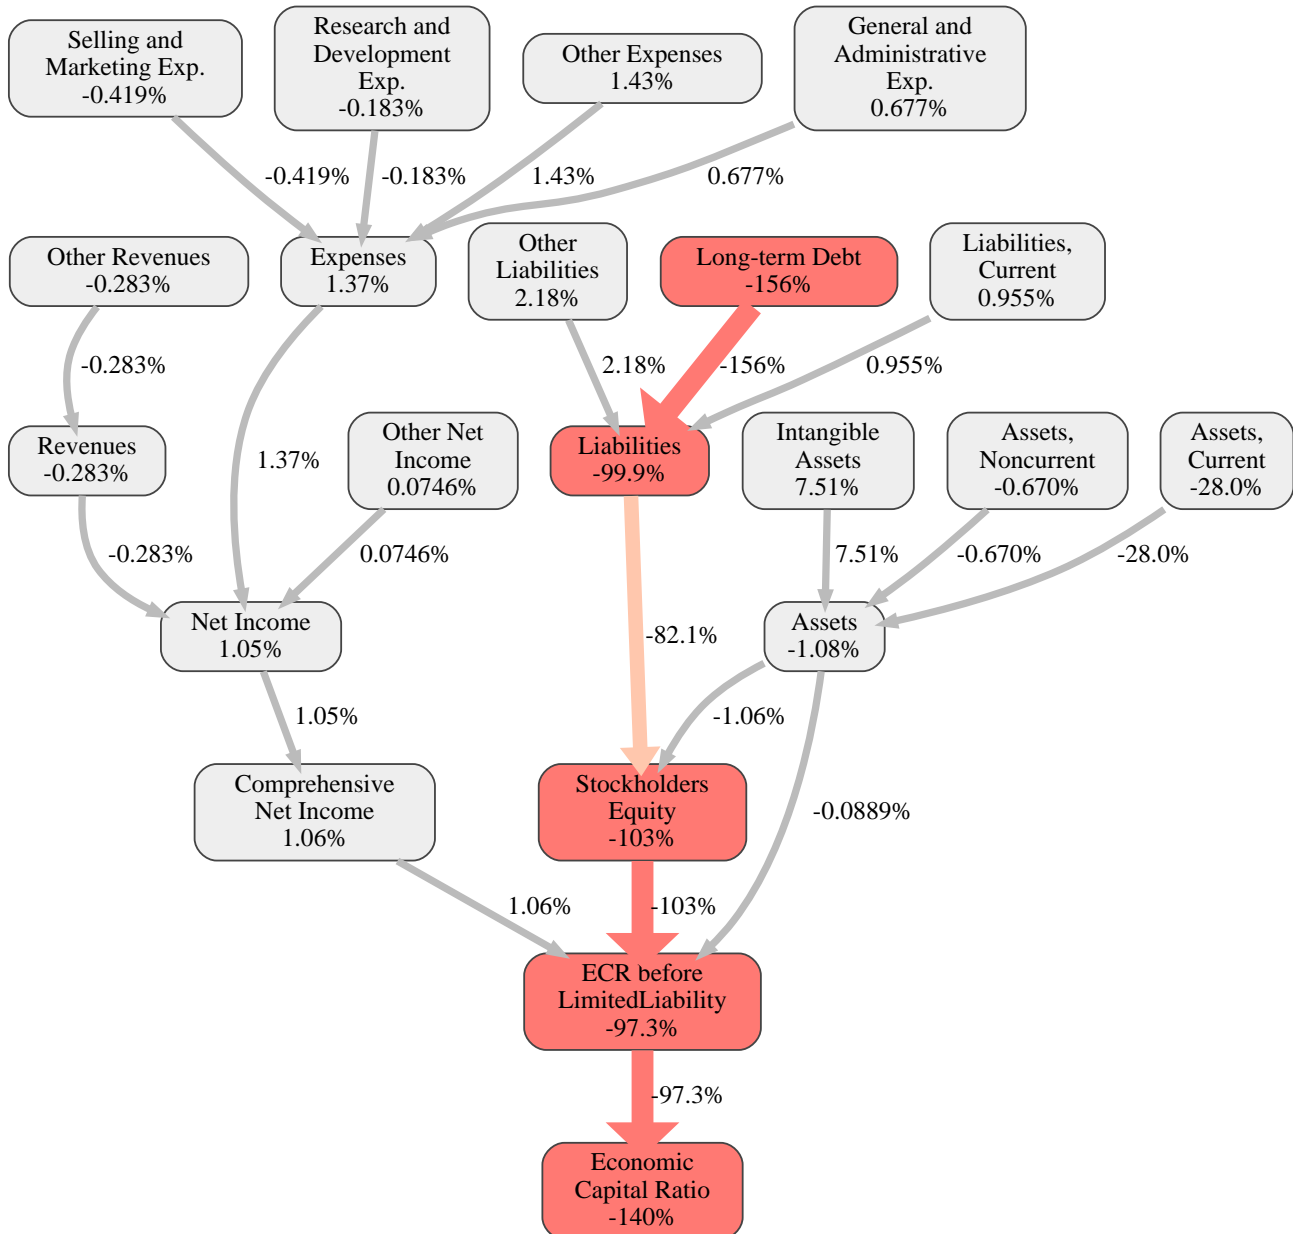 Selling and
Marketing Exp.
-0.419%
Research and
Development
Exp.
-0.183%
Other Expenses
1.43%
General and
Administrative
Exp.
0.677%
-0.419%
-0.183%
1.43%
0.677%
Other Revenues
-0.283%
Expenses
1.37%
Other
Liabilities
2.18%
Long-term Debt
-156%
Liabilities,
Current
0.955%
-0.283%
2.18%
-156%
0.955%
Revenues
-0.283%
1.37%
Other Net
Income
0.0746%
Liabilities
-99.9%
Intangible
Assets
7.51%
Assets,
Noncurrent
-0.670%
Assets,
Current
-28.0%
-0.283%
0.0746%
7.51%
-0.670%
-28.0%
Net Income
1.05%
-82.1%
Assets
-1.08%
1.05%
-1.06%
Comprehensive
Net Income
1.06%
Stockholders
Equity
-103%
-0.0889%
1.06%
-103%
ECR before
LimitedLiability
-97.3%
-97.3%
Economic
Capital Ratio
-140%